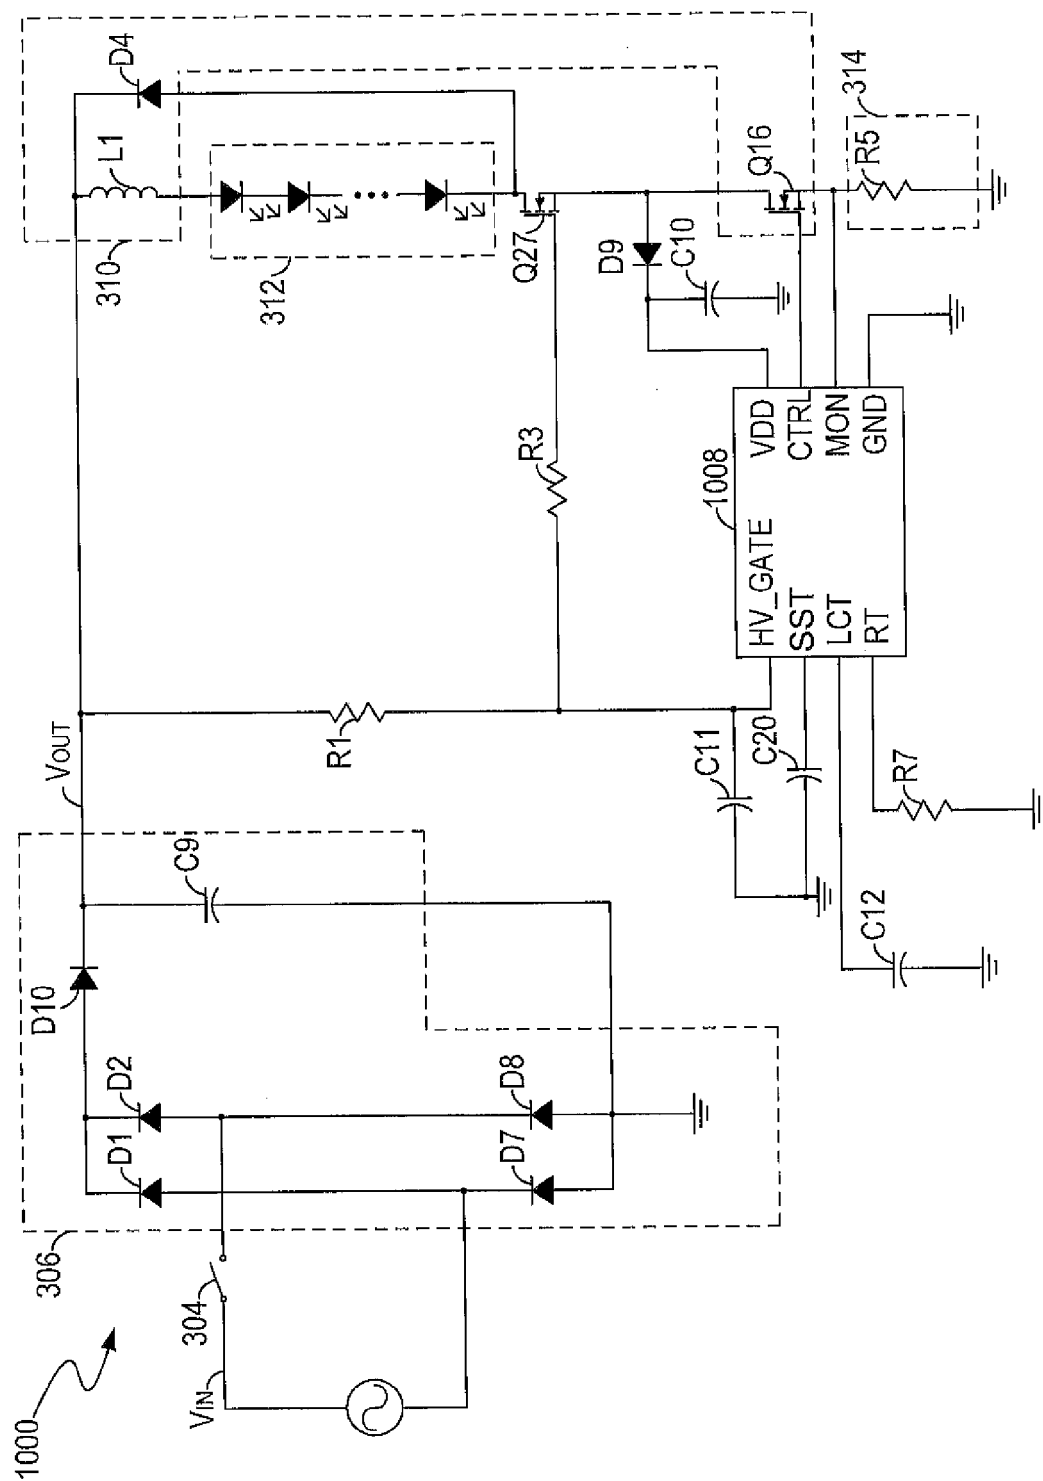 1000
VIN
304
306
D1
D2
D7
D8
D10
C9
VOUT
R1
R3
310
L1
D4
312
Q27
D9
C10
Q16
314
R5
1008
HV_GATE
SST
LCT
RT
VDD
CTRL
MON
GND
C11
C20
R7
C12